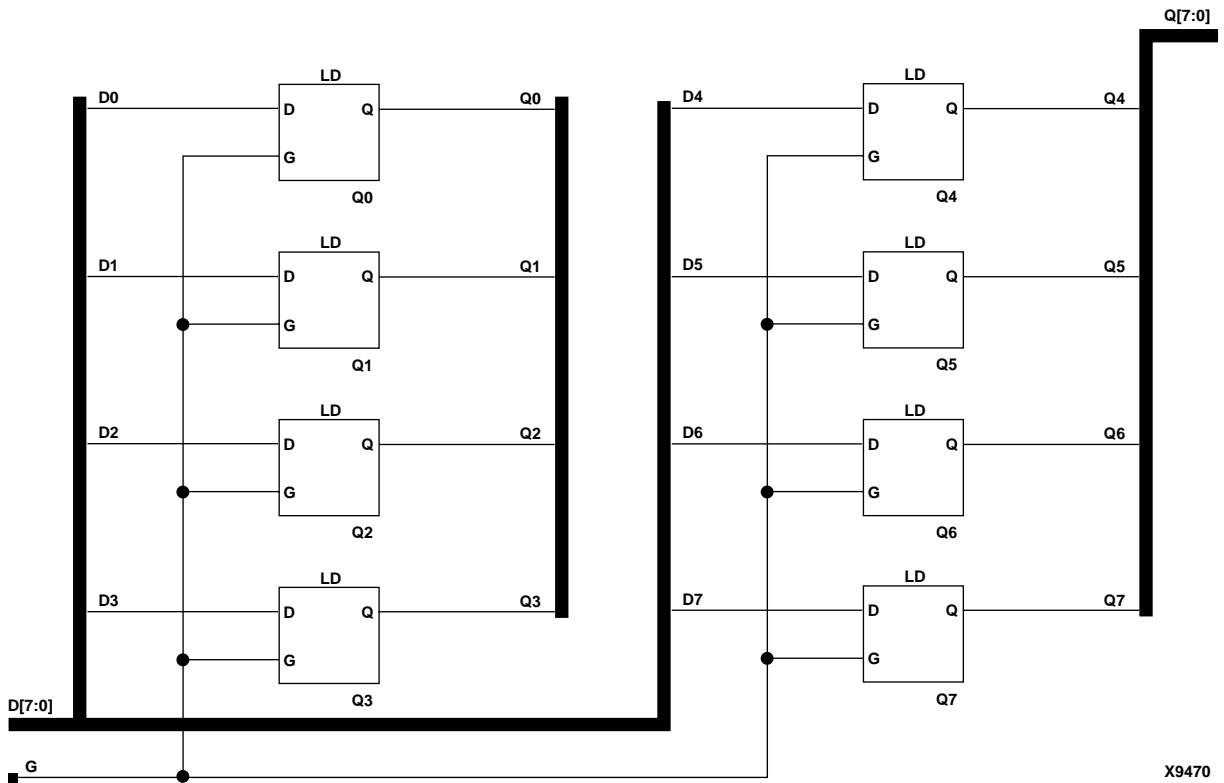 Q[7:0]
LD
D0 D Q Q0
G
Q0
LD
D1 D Q Q1
G
Q1
LD
D2 D Q Q2
G
Q2
LD
D3 D Q Q3
G
Q3
LD
D4 D Q Q4
G
Q4
LD
D5 D Q Q5
G
Q5
LD
D6 D Q Q6
G
Q6
LD
D7 D Q Q7
G
Q7
D[7:0]
G
X9470